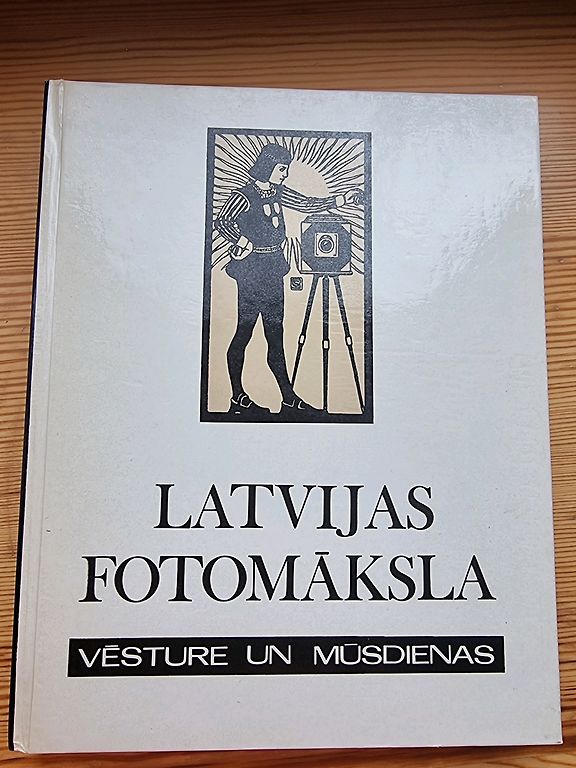 LATVIJAS
FOTOMĀKSLA
VĒSTURE UN MŪSDIENAS